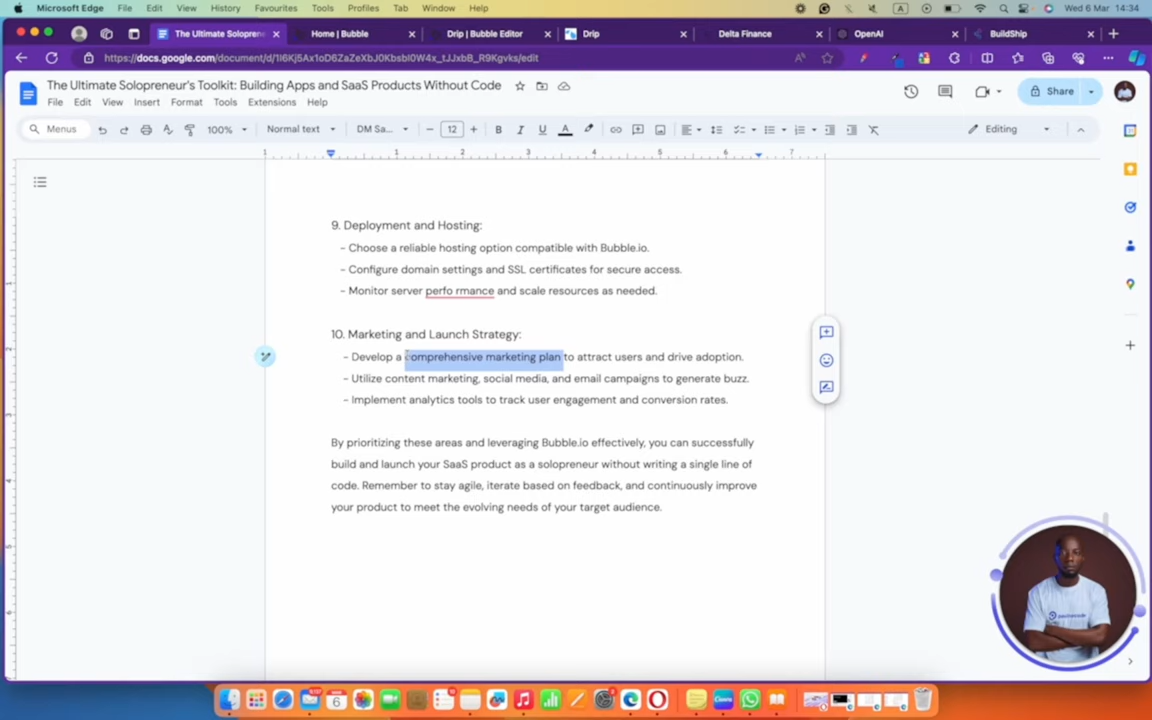 Microsoft Edge File Edit View History Favourites Tools Profiles Tab Window Help Wed 6 Mar 14:34
The Ultimate Soloprene Home | Bubble Drip | Bubble Editor Drip Delta Finance OpenAI BuildShip
The Ultimate Solopreneur's Toolkit: Building Apps and SaaS Products Without Code
File Edit View Insert Format Tools Extensions Help
Share
Menus 100% Normal text DM Sa... 12 B I U A Editing
1 1 2 3 4 5 6 7
9. Deployment and Hosting:
- Choose a reliable hosting option compatible with Bubble.io.
- Configure domain settings and SSL certificates for secure access.
- Monitor server perfo rmance and scale resources as needed.
10. Marketing and Launch Strategy:
- Develop a comprehensive marketing plan to attract users and drive adoption.
- Utilize content marketing, social media, and email campaigns to generate buzz.
- Implement analytics tools to track user engagement and conversion rates.
By prioritizing these areas and leveraging Bubble.io effectively, you can successfully
build and launch your SaaS product as a solopreneur without writing a single line of
code. Remember to stay agile, iterate based on feedback, and continuously improve
your product to meet the evolving needs of your target audience.